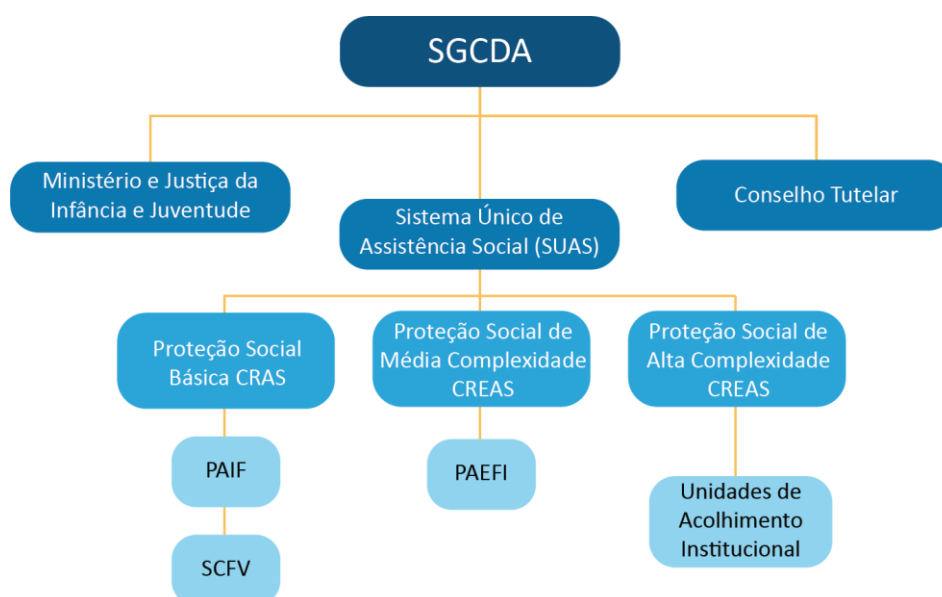 SGCDA
Ministério e Justiça da
Infância e Juventude
Sistema Único de
Assistência Social (SUAS)
Conselho Tutelar
Proteção Social
Básica CRAS
Proteção Social de
Média Complexidade
CREAS
Proteção Social de
Alta Complexidade
CREAS
PAIF
PAEFI
Unidades de
Acolhimento
Institucional
SCFV